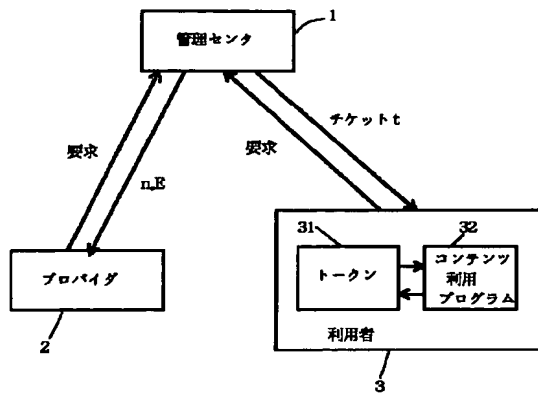 1
管理センタ
チケットt
要求
要求
n,E
31
32
トークン
コンテンツ
利用
プログラム
プロバイダ
利用者
2
3